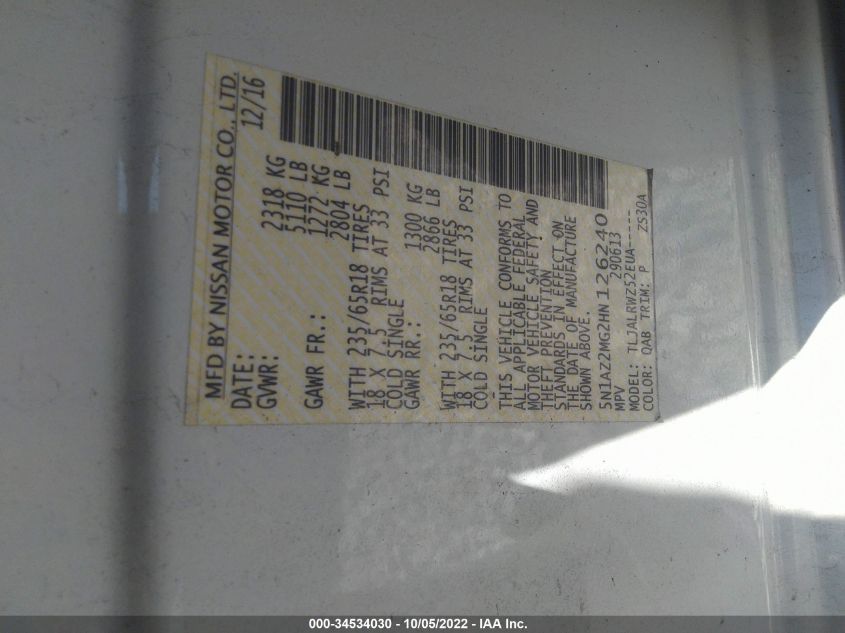 MFD BY NISSAN MOTOR CO., LTD.
DATE: 12/16
GVWR: 2318 KG
5110 LB
GAWR FR.: 1272 KG
2804 LB
WITH 235/65R18 TIRES
18 X 7.5 RIMS AT 33 PSI
COLD SINGLE
GAWR RR.: 1300 KG
2866 LB
WITH 235/65R18 TIRES
18 X 7.5 RIMS AT 33 PSI
COLD SINGLE
THIS VEHICLE CONFORMS TO
ALL APPLICABLE FEDERAL
MOTOR VEHICLE SAFETY AND
THEFT PREVENTION
STANDARDS IN EFFECT ON
THE DATE OF MANUFACTURE
SHOWN ABOVE.
5N1AZ2MG2HN126240
MPV 290613
MODEL: TLJALRWZ52EUA-----
COLOR: QAB TRIM: P ZS30A
000-34534030 - 10/05/2022 - IAA Inc.